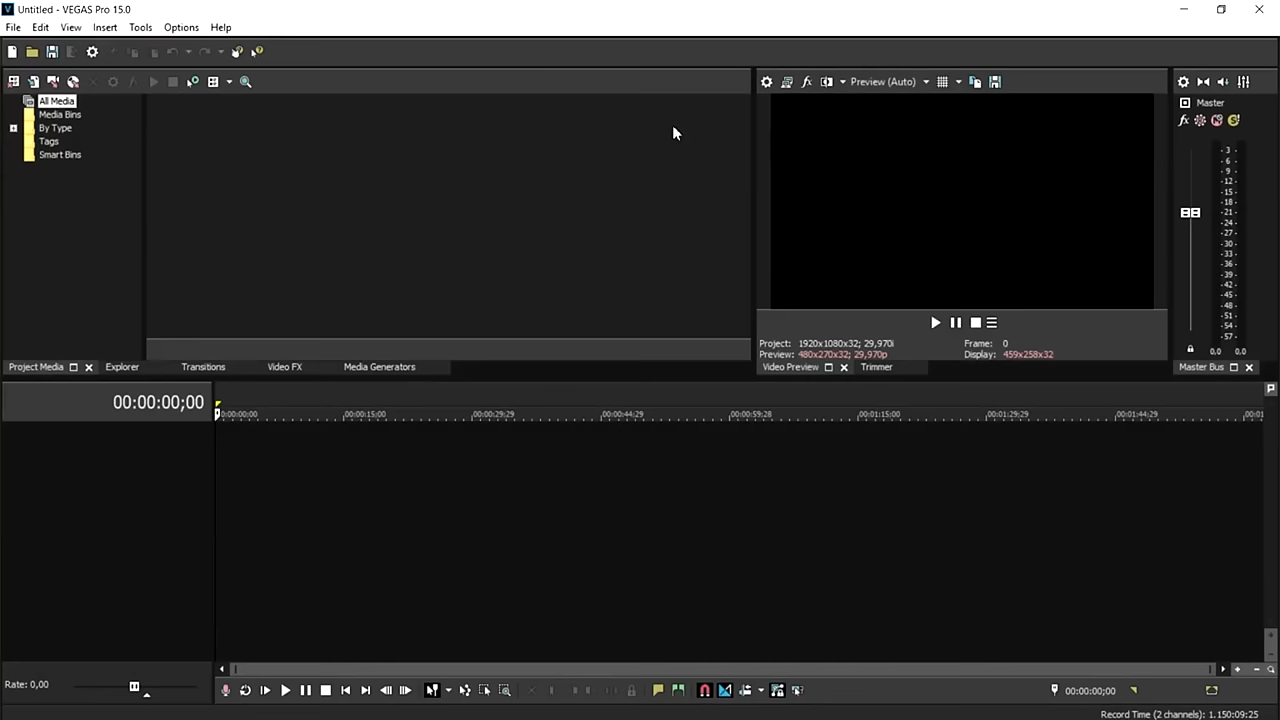 Untitled - VEGAS Pro 15.0
File Edit View Insert Tools Options Help
Preview (Auto)
All Media
Media Bins
By Type
Tags
Smart Bins
Master
-3-
-6-
-9-
-12-
-15-
-18-
-21-
-24-
-27-
-30-
-33-
-36-
-39-
-42-
-45-
-48-
-51-
-54-
-57-
0,0 0,0
Project: 1920x1080x32; 29,970i
Frame: 0
Preview: 480x270x32; 29,970p
Display: 459x258x32
Project Media Explorer Transitions Video FX Media Generators
Video Preview Trimmer
Master Bus
00:00:00;00
00:00:15;00 00:00:29;29 00:00:44;29 00:00:59;28 00:01:15;00 00:01:29;29 00:01:44;29
Rate: 0,00
00:00:00;00
Record Time (2 channels): 1.150:09:25